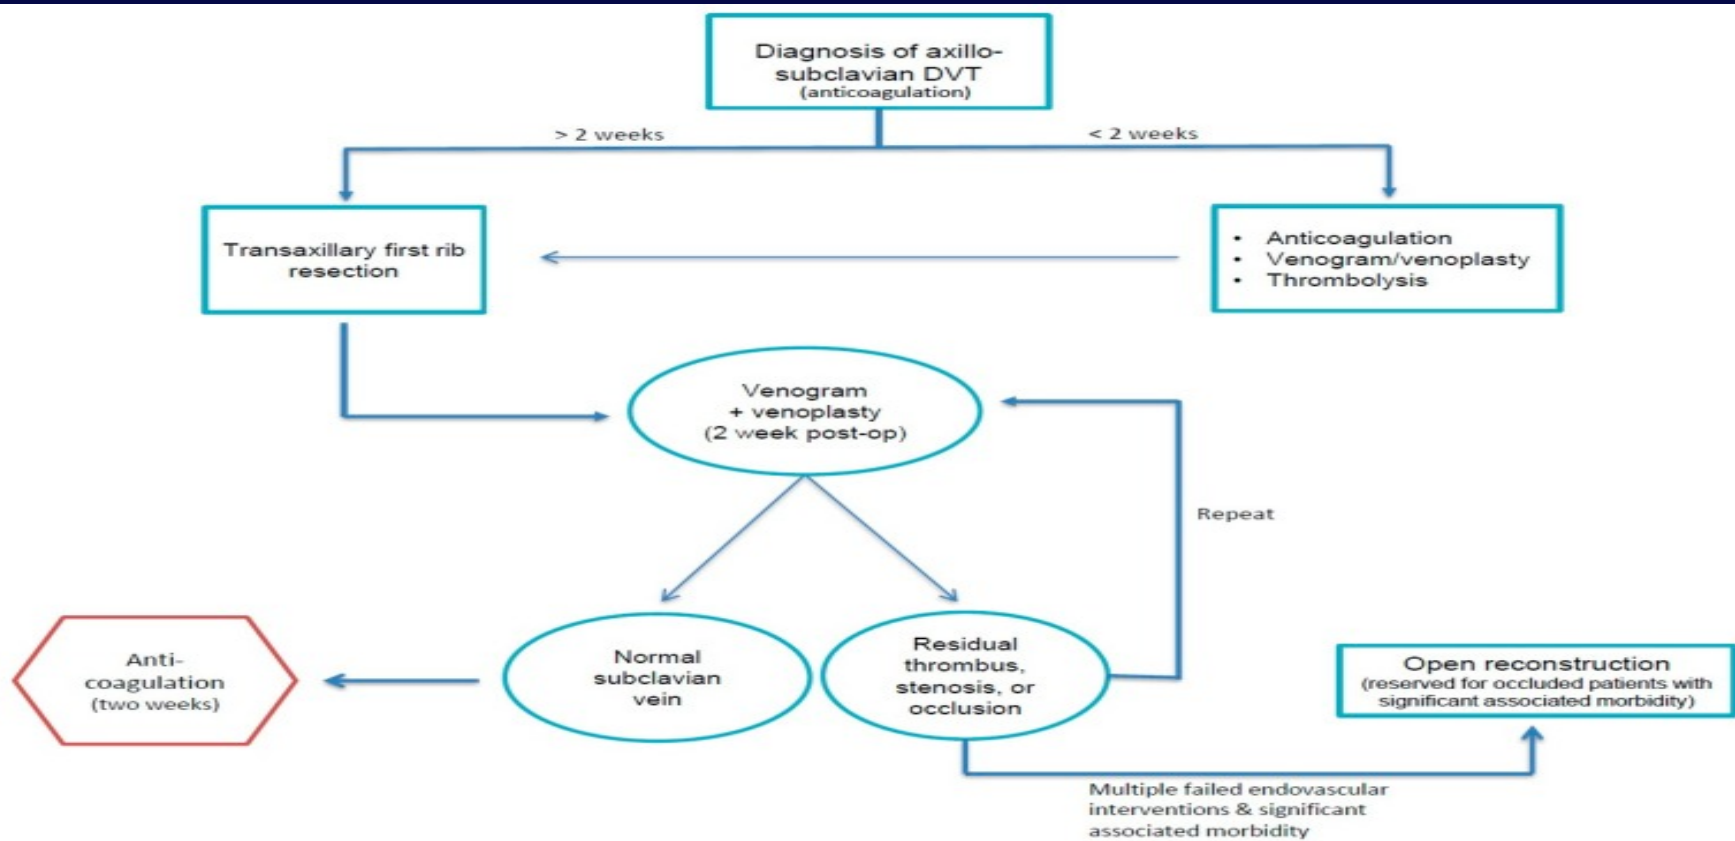 Diagnosis of axillo-
subclavian DVT
(anticoagulation)
> 2 weeks
< 2 weeks
Transaxillary first rib
resection
• Anticoagulation
• Venogram/venoplasty
• Thrombolysis
Venogram
+ venoplasty
(2 week post-op)
Repeat
Anti-
coagulation
(two weeks)
Normal
subclavian
vein
Residual
thrombus,
stenosis, or
occlusion
Open reconstruction
(reserved for occluded patients with
significant associated morbidity)
Multiple failed endovascular
interventions & significant
associated morbidity